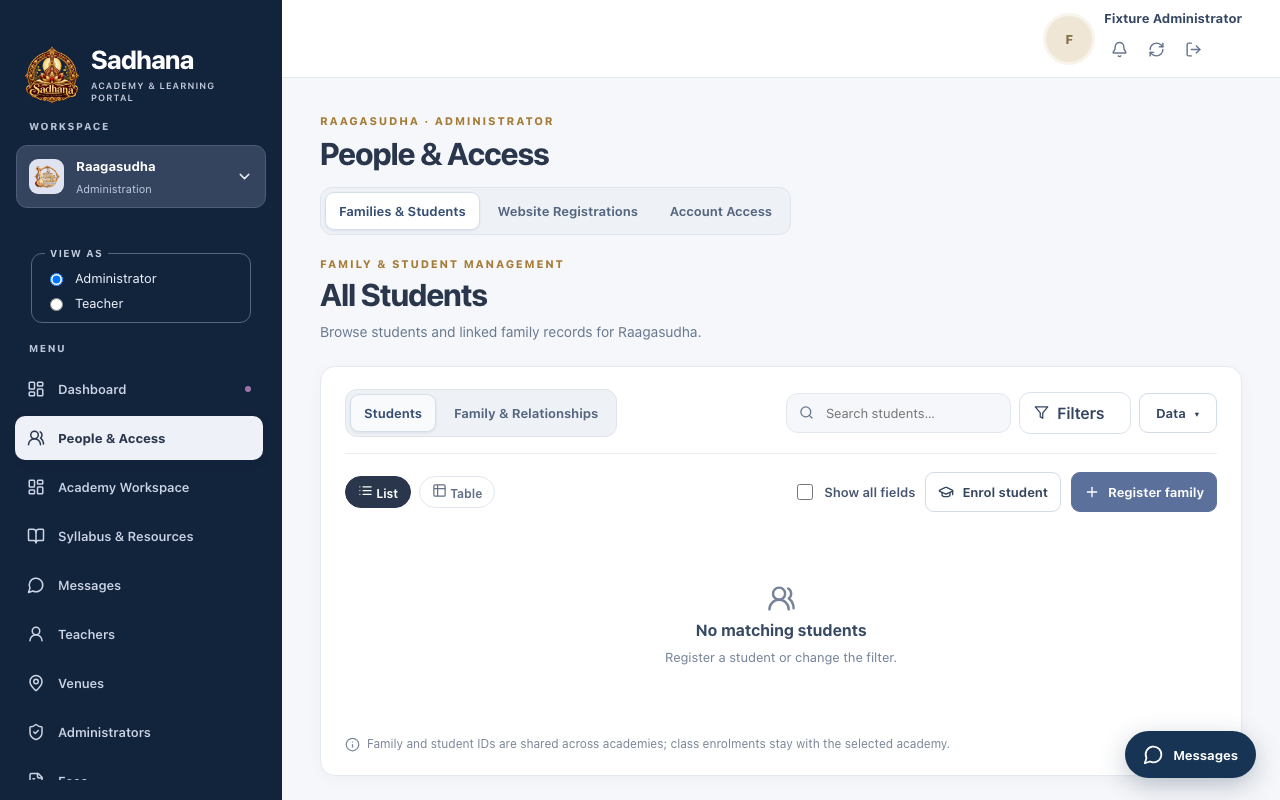 Sadhana
Sadhana
ACADEMY & LEARNING
PORTAL
WORKSPACE
Raagasudha
Administration
VIEW AS
Administrator
Teacher
MENU
Dashboard
People & Access
Academy Workspace
Syllabus & Resources
Messages
Teachers
Venues
Administrators
F
Fixture Administrator
RAAGASUDHA · ADMINISTRATOR
People & Access
Families & Students Website Registrations Account Access
FAMILY & STUDENT MANAGEMENT
All Students
Browse students and linked family records for Raagasudha.
Students Family & Relationships Search students... Filters Data ▾
List Table Show all fields Enrol student + Register family
No matching students
Register a student or change the filter.
Family and student IDs are shared across academies; class enrolments stay with the selected academy.
Messages